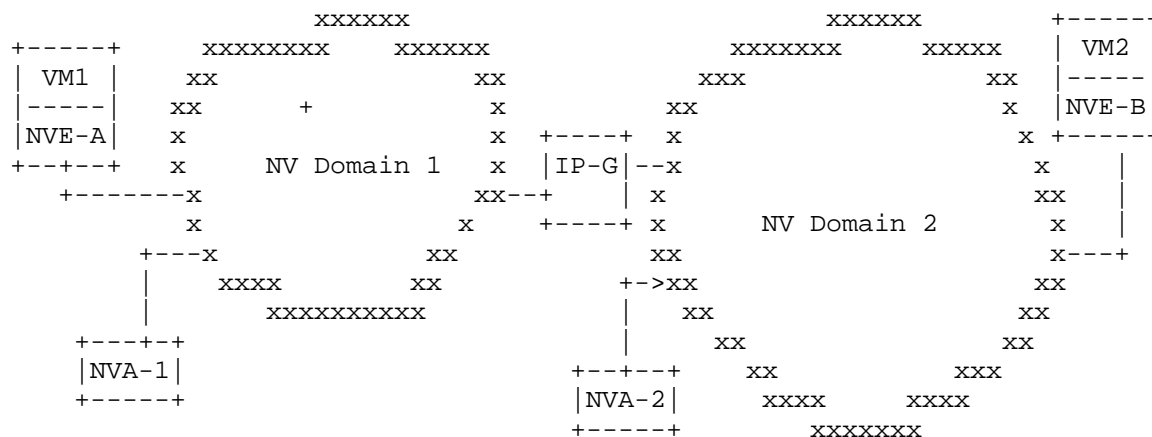 VM1
VM2
NVE-A
NVE-B
NV Domain 1
IP-G
NV Domain 2
NVA-1
NVA-2